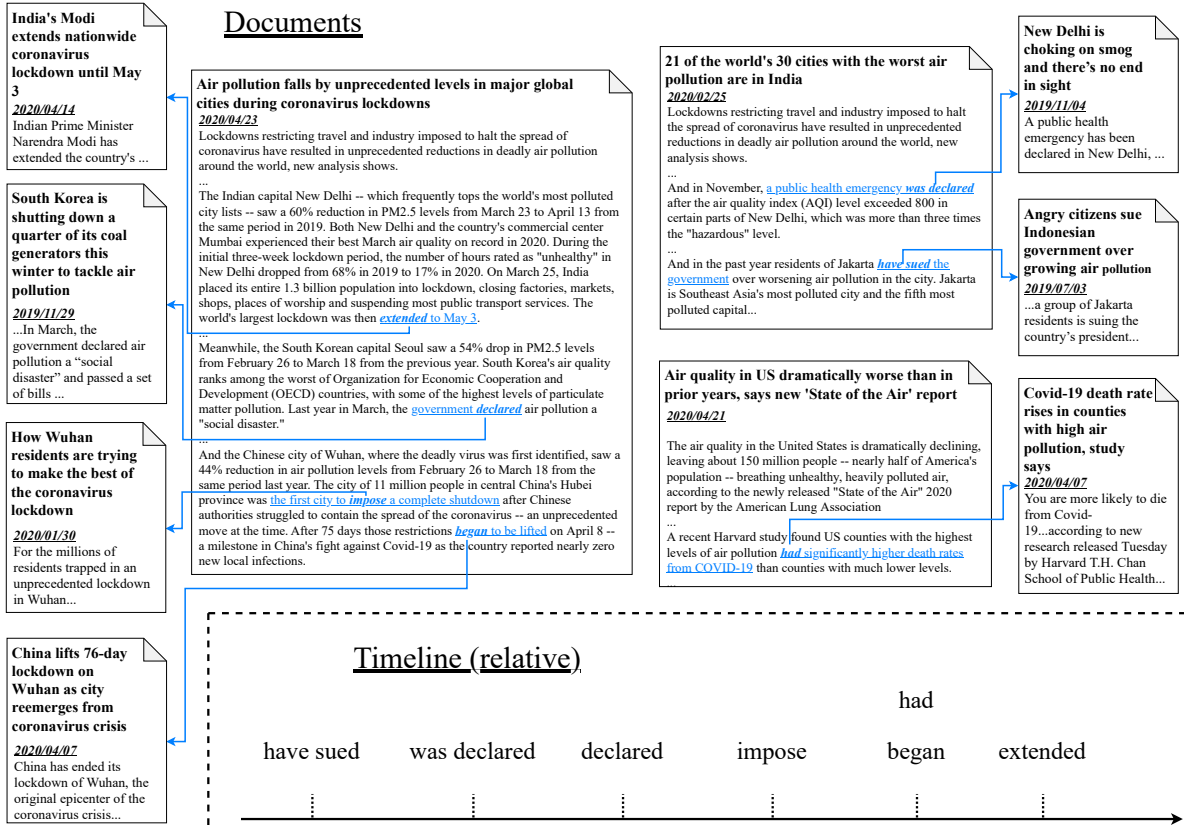 Documents
India's Modi
extends nationwide
coronavirus
lockdown until May
3
2020/04/14
Indian Prime Minister
Narendra Modi has
extended the country's ...
South Korea is
shutting down a
quarter of its coal
generators this
winter to tackle air
pollution
2019/11/29
...In March, the
government declared air
pollution a “social
disaster” and passed a set
of bills ...
How Wuhan
residents are trying
to make the best of
the coronavirus
lockdown
2020/01/30
For the millions of
residents trapped in an
unprecedented lockdown
in Wuhan...
China lifts 76-day
lockdown on
Wuhan as city
reemerges from
coronavirus crisis
2020/04/07
China has ended its
lockdown of Wuhan, the
original epicenter of the
coronavirus crisis...
Air pollution falls by unprecedented levels in major global
cities during coronavirus lockdowns
2020/04/23
Lockdowns restricting travel and industry imposed to halt the spread of
coronavirus have resulted in unprecedented reductions in deadly air pollution
around the world, new analysis shows.
...
The Indian capital New Delhi -- which frequently tops the world's most polluted
city lists -- saw a 60% reduction in PM2.5 levels from March 23 to April 13 from
the same period in 2019. Both New Delhi and the country's commercial center
Mumbai experienced their best March air quality on record in 2020. During the
initial three-week lockdown period, the number of hours rated as "unhealthy" in
New Delhi dropped from 68% in 2019 to 17% in 2020. On March 25, India
placed its entire 1.3 billion population into lockdown, closing factories, markets,
shops, places of worship and suspending most public transport services. The
world's largest lockdown was then extended to May 3.
...
Meanwhile, the South Korean capital Seoul saw a 54% drop in PM2.5 levels
from February 26 to March 18 from the previous year. South Korea's air quality
ranks among the worst of Organization for Economic Cooperation and
Development (OECD) countries, with some of the highest levels of particulate
matter pollution. Last year in March, the government declared air pollution a
"social disaster."
...
And the Chinese city of Wuhan, where the deadly virus was first identified, saw a
44% reduction in air pollution levels from February 26 to March 18 from the
same period last year. The city of 11 million people in central China's Hubei
province was the first city to impose a complete shutdown after Chinese
authorities struggled to contain the spread of the coronavirus -- an unprecedented
move at the time. After 75 days those restrictions began to be lifted on April 8 --
a milestone in China's fight against Covid-19 as the country reported nearly zero
new local infections.
21 of the world's 30 cities with the worst air
pollution are in India
2020/02/25
Lockdowns restricting travel and industry imposed to halt
the spread of coronavirus have resulted in unprecedented
reductions in deadly air pollution around the world, new
analysis shows.
...
And in November, a public health emergency was declared
after the air quality index (AQI) level exceeded 800 in
certain parts of New Delhi, which was more than three times
the "hazardous" level.
...
And in the past year residents of Jakarta have sued the
government over worsening air pollution in the city. Jakarta
is Southeast Asia's most polluted city and the fifth most
polluted capital...
Air quality in US dramatically worse than in
prior years, says new 'State of the Air' report
2020/04/21
The air quality in the United States is dramatically declining,
leaving about 150 million people -- nearly half of America's
population -- breathing unhealthy, heavily polluted air,
according to the newly released "State of the Air" 2020
report by the American Lung Association
...
A recent Harvard study found US counties with the highest
levels of air pollution had significantly higher death rates
from COVID-19 than counties with much lower levels.
...
New Delhi is
choking on smog
and there’s no end
in sight
2019/11/04
A public health
emergency has been
declared in New Delhi, ...
Angry citizens sue
Indonesian
government over
growing air pollution
2019/07/03
...a group of Jakarta
residents is suing the
country’s president...
Covid-19 death rate
rises in counties
with high air
pollution, study
says
2020/04/07
You are more likely to die
from Covid-
19...according to new
research released Tuesday
by Harvard T.H. Chan
School of Public Health...
Timeline (relative)
had
have sued was declared declared impose began extended